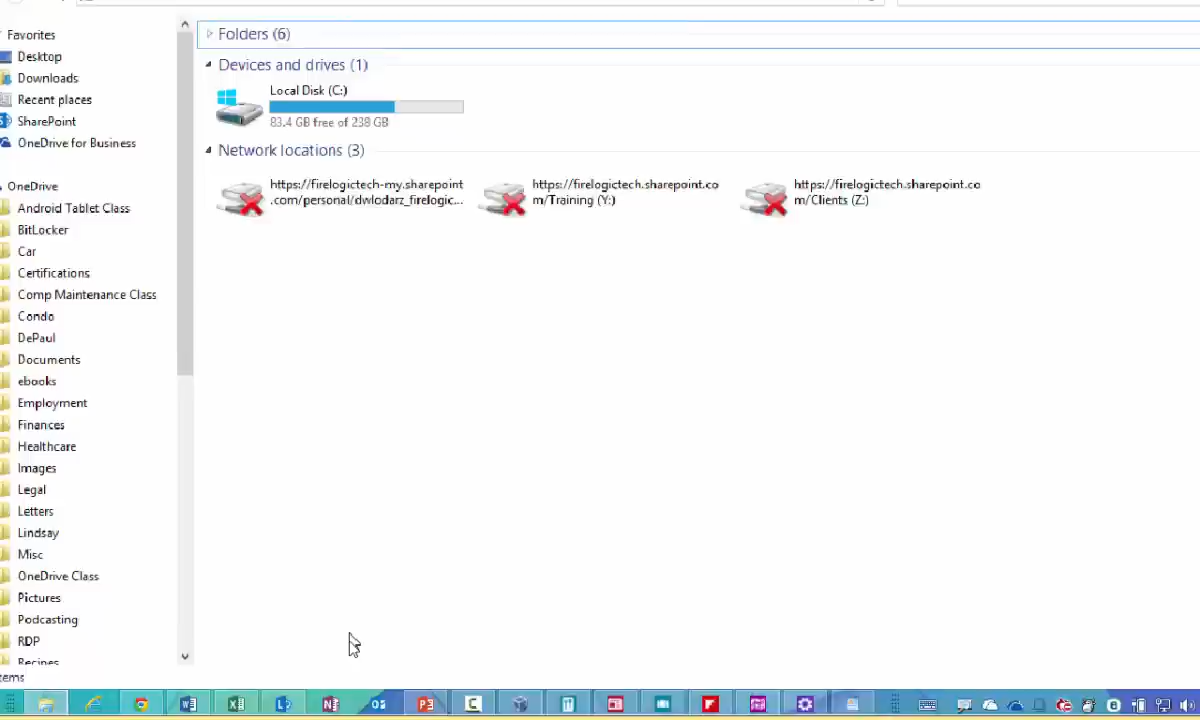 Favorites
Desktop
Downloads
Recent places
SharePoint
OneDrive for Business
OneDrive
Android Tablet Class
BitLocker
Car
Certifications
Comp Maintenance Class
Condo
DePaul
Documents
ebooks
Employment
Finances
Healthcare
Images
Legal
Letters
Lindsay
Misc
OneDrive Class
Pictures
Podcasting
RDP
Recipes
Folders (6)
Devices and drives (1)
Local Disk (C:)
83.4 GB free of 238 GB
Network locations (3)
https://firelogictech-my.sharepoint
.com/personal/dwlodarz_firelogic...
https://firelogictech.sharepoint.co
m/Training (Y:)
https://firelogictech.sharepoint.co
m/Clients (Z:)